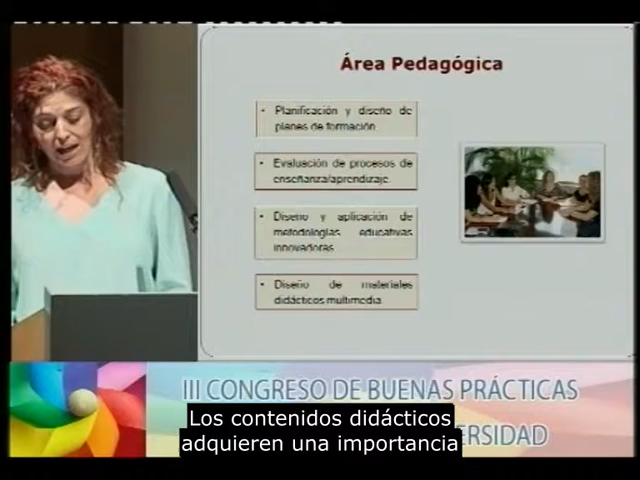 Área Pedagógica
• Planificación y diseño de
planes de formación
• Evaluación de procesos de
enseñanza/aprendizaje.
• Diseño y aplicación de
metodologías educativas
innovadoras
• Diseño de materiales
didácticos multimedia
III CONGRESO DE BUENAS PRÁCTICAS
ERSIDAD
Los contenidos didácticos
adquieren una importancia